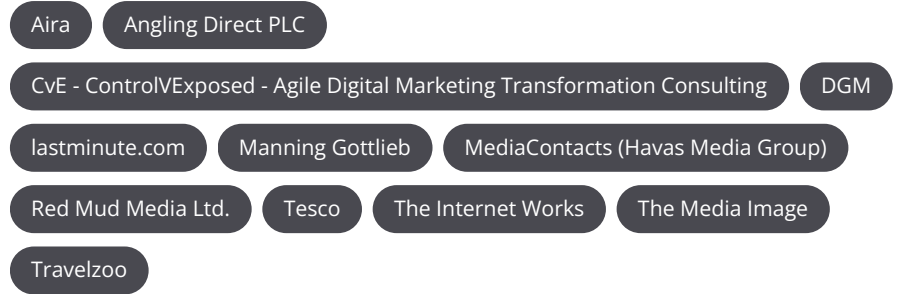 Aira Angling Direct PLC
CvE - ControlVExposed - Agile Digital Marketing Transformation Consulting DGM
lastminute.com Manning Gottlieb MediaContacts (Havas Media Group)
Red Mud Media Ltd. Tesco The Internet Works The Media Image
Travelzoo